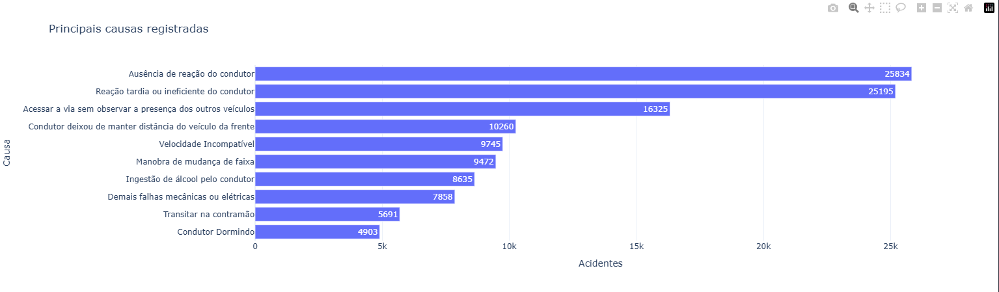 Principais causas registradas
Ausência de reação do condutor 25834
Reação tardia ou ineficiente do condutor 25195
Acessar a via sem observar a presença dos outros veículos 16325
Condutor deixou de manter distância do veículo da frente 10260
Velocidade Incompatível 9745
Manobra de mudança de faixa 9472
Ingestão de álcool pelo condutor 8635
Demais falhas mecânicas ou elétricas 7858
Transitar na contramão 5691
Condutor Dormindo 4903
Causa
0 5k 10k 15k 20k 25k
Acidentes